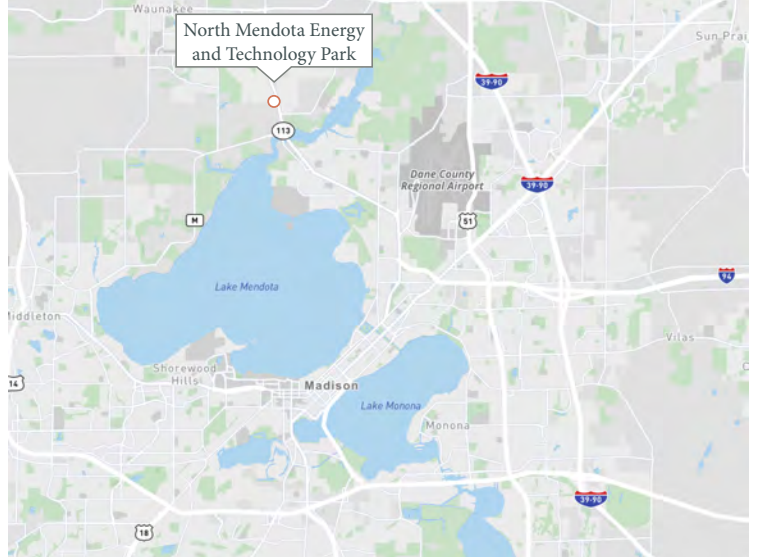 Waunakee
North Mendota Energy
and Technology Park
Sun Prai
39-90
113
Dane County
Regional Airport
39-90
M
51
94
Lake Mendota
Middleton
Vilas
Shorewood
Hills
14
Madison
Lake Monona
Monona
39-90
18